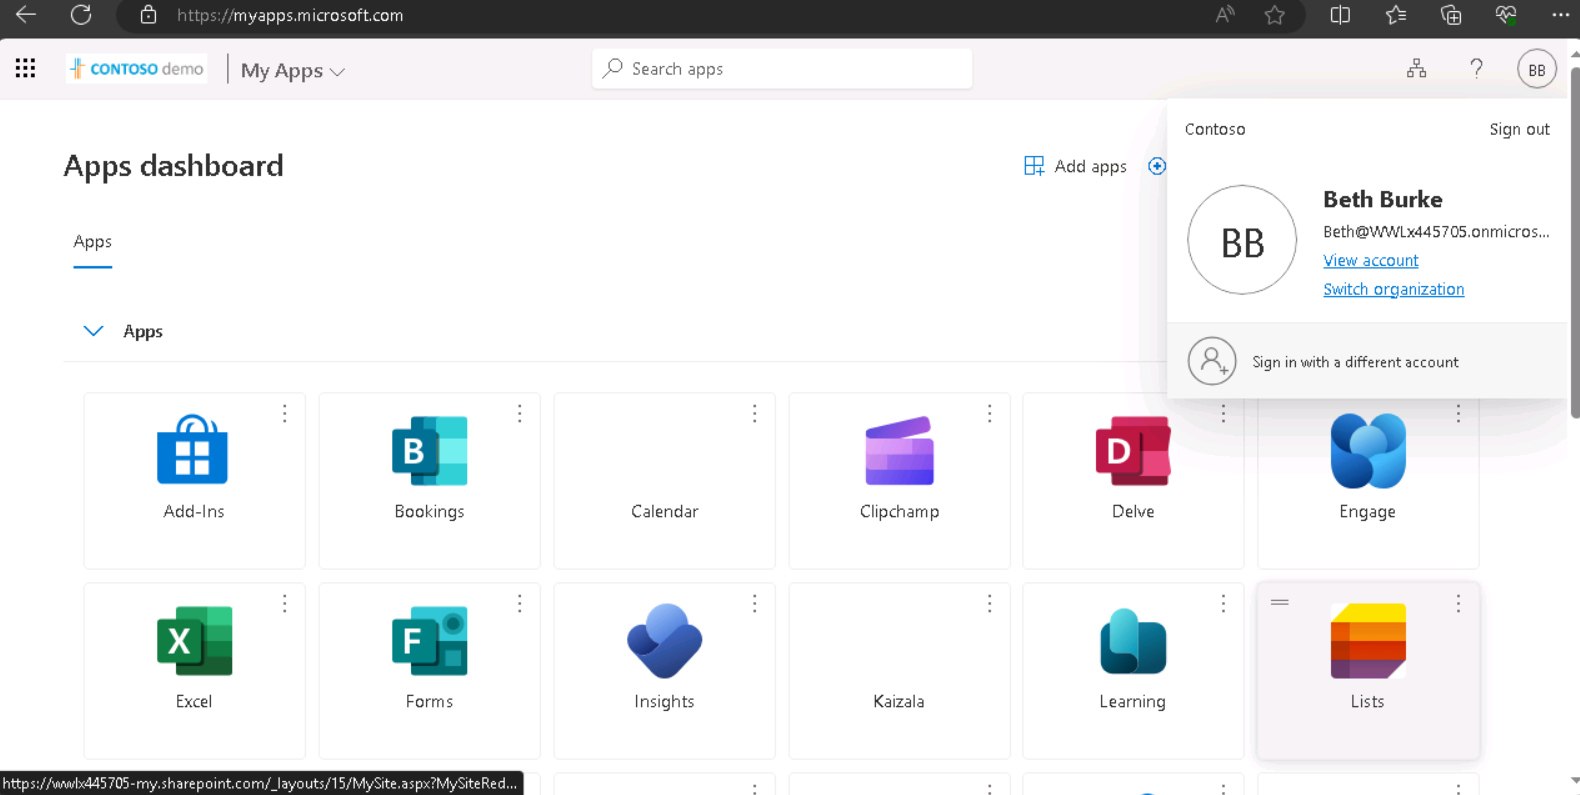 https://myapps.microsoft.com
CONTOSO demo
My Apps
Search apps
BB
Contoso
Sign out
Apps dashboard
Add apps
BB
Beth Burke
Beth@WWLx445705.onmicros...
View account
Switch organization
Apps
Apps
Sign in with a different account
Add-Ins
B
Bookings
Calendar
Clipchamp
D
Delve
Engage
X
Excel
F
Forms
Insights
Kaizala
Learning
Lists
https://wwlx445705-my.sharepoint.com/_layouts/15/MySite.aspx?MySiteRed...